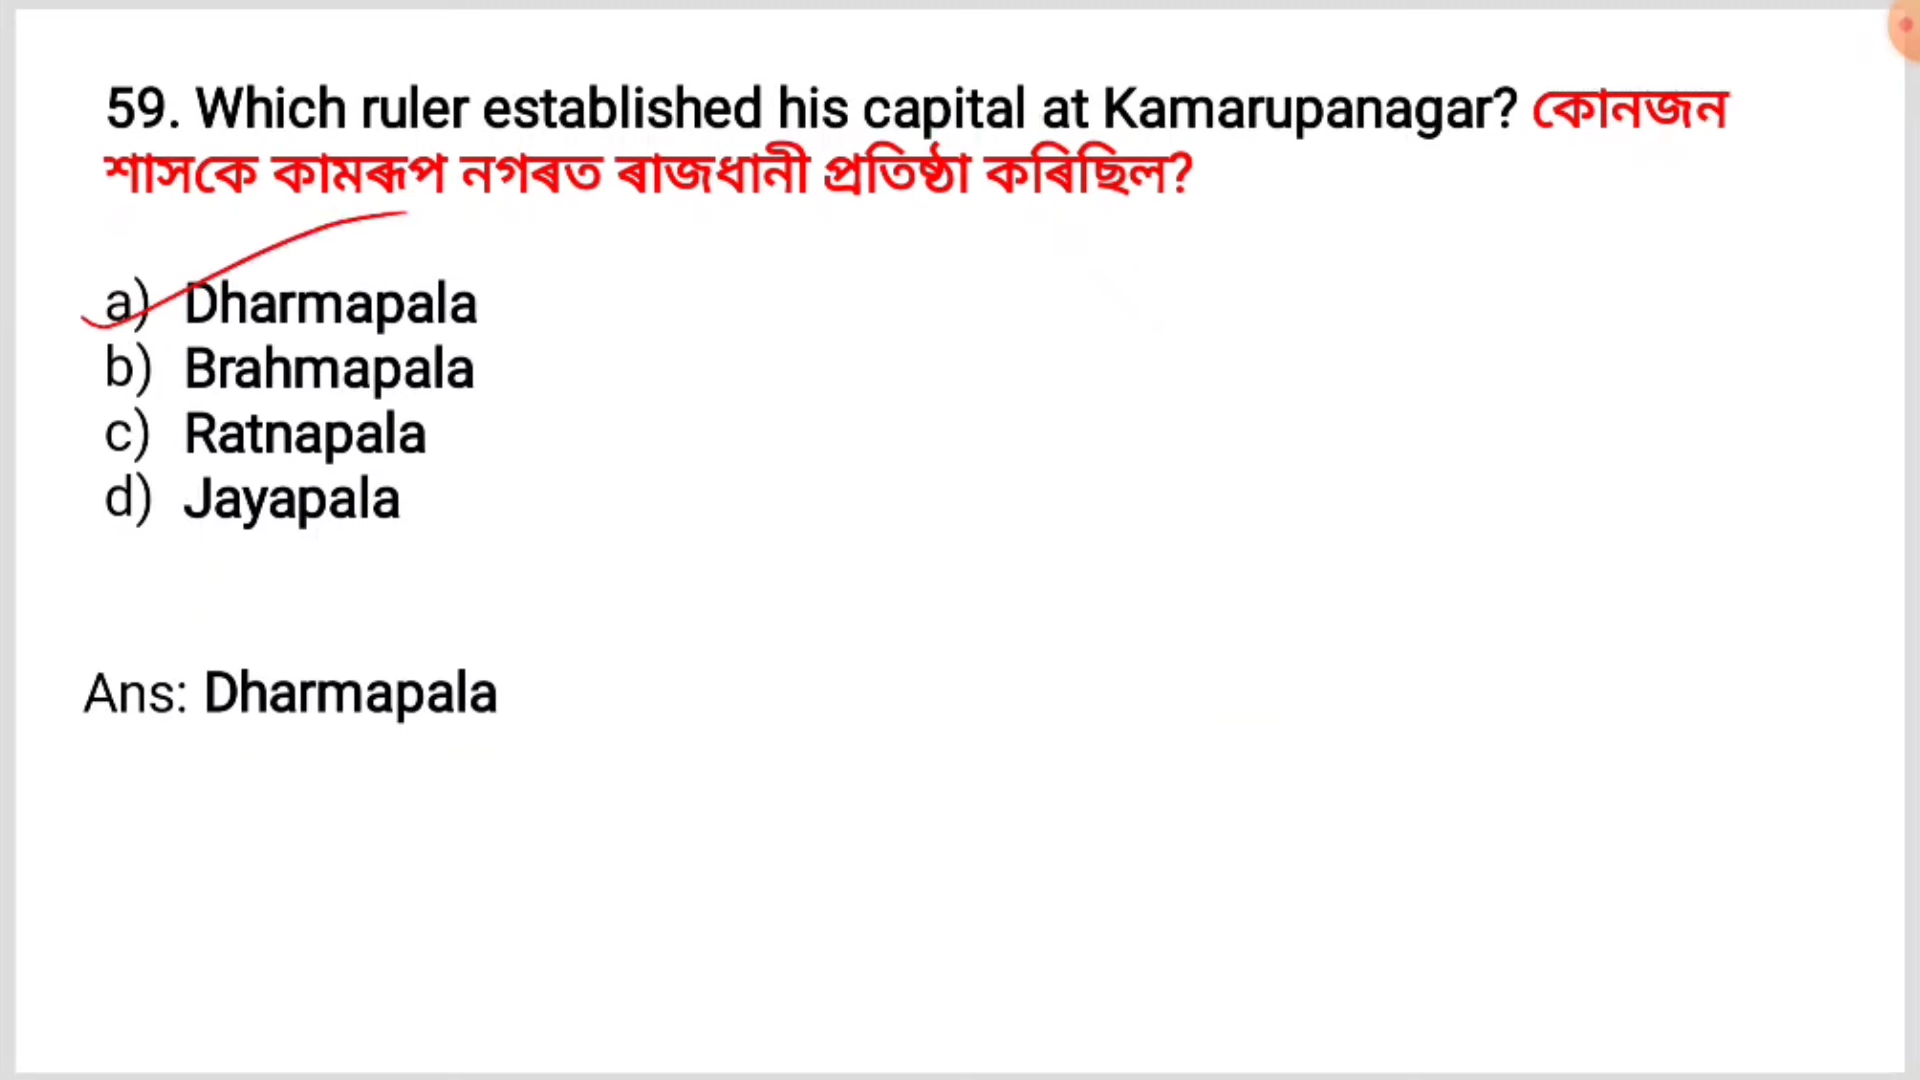 59. Which ruler established his capital at Kamarupanagar? কোনজন
শাসকে কামৰূপ নগৰত ৰাজধানী প্ৰতিষ্ঠা কৰিছিল?
a) Dharmapala
b) Brahmapala
c) Ratnapala
d) Jayapala
Ans: Dharmapala